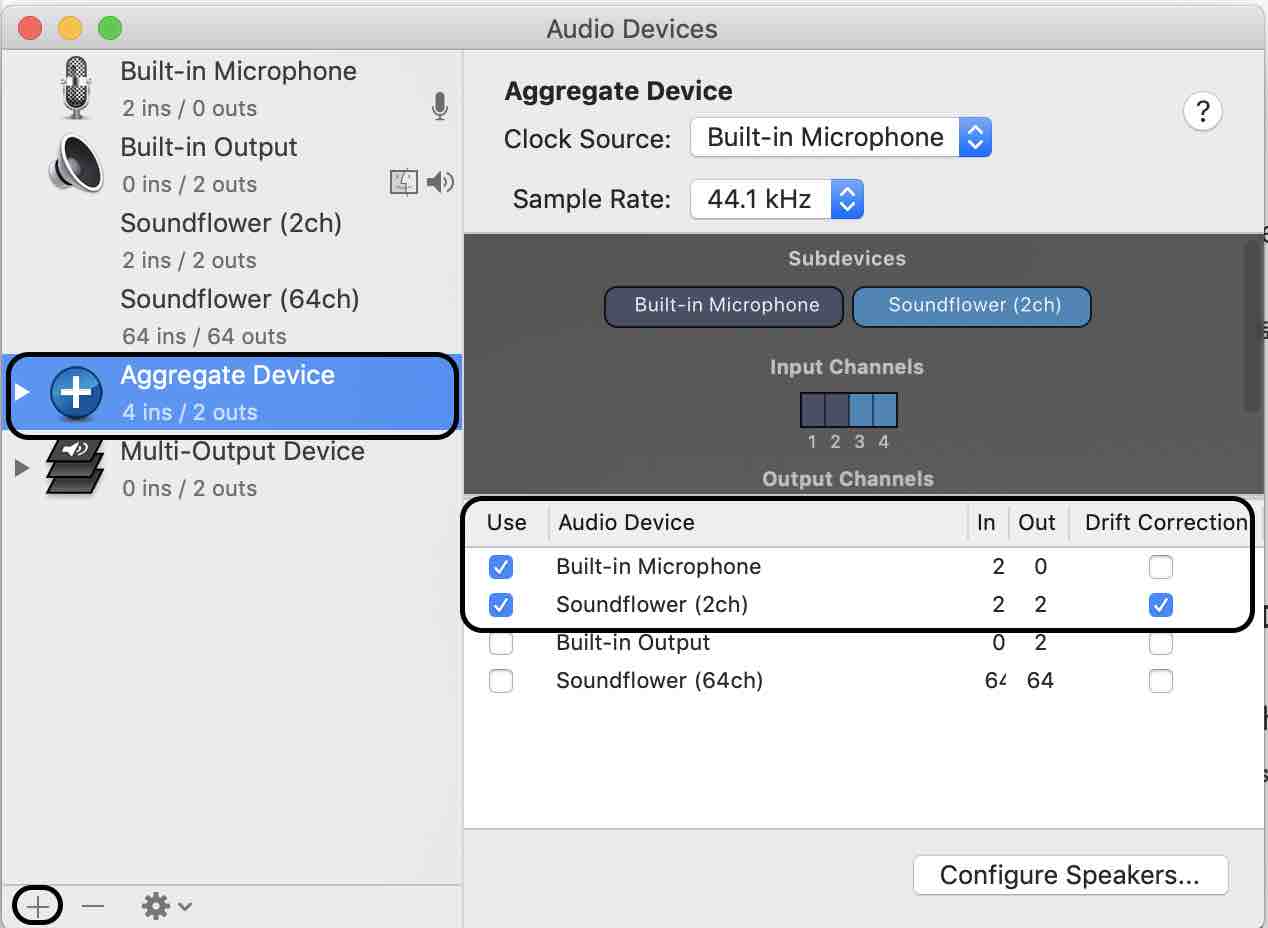 Audio Devices
Built-in Microphone
2 ins / 0 outs
Built-in Output
0 ins / 2 outs
Soundflower (2ch)
2 ins / 2 outs
Soundflower (64ch)
64 ins / 64 outs
Aggregate Device
4 ins / 2 outs
Multi-Output Device
0 ins / 2 outs
Aggregate Device
?
Clock Source: Built-in Microphone
Sample Rate: 44.1 kHz
Subdevices
Built-in Microphone Soundflower (2ch)
Input Channels
1 2 3 4
Output Channels
Use Audio Device In Out Drift Correction
Built-in Microphone 2 0
Soundflower (2ch) 2 2
Built-in Output 0 2
Soundflower (64ch) 64 64
Configure Speakers...